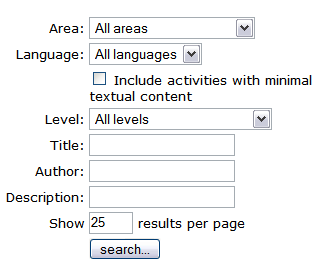 Area: All areas
Language: All languages
Include activities with minimal
textual content
Level: All levels
Title:
Author:
Description:
Show 25 results per page
search...